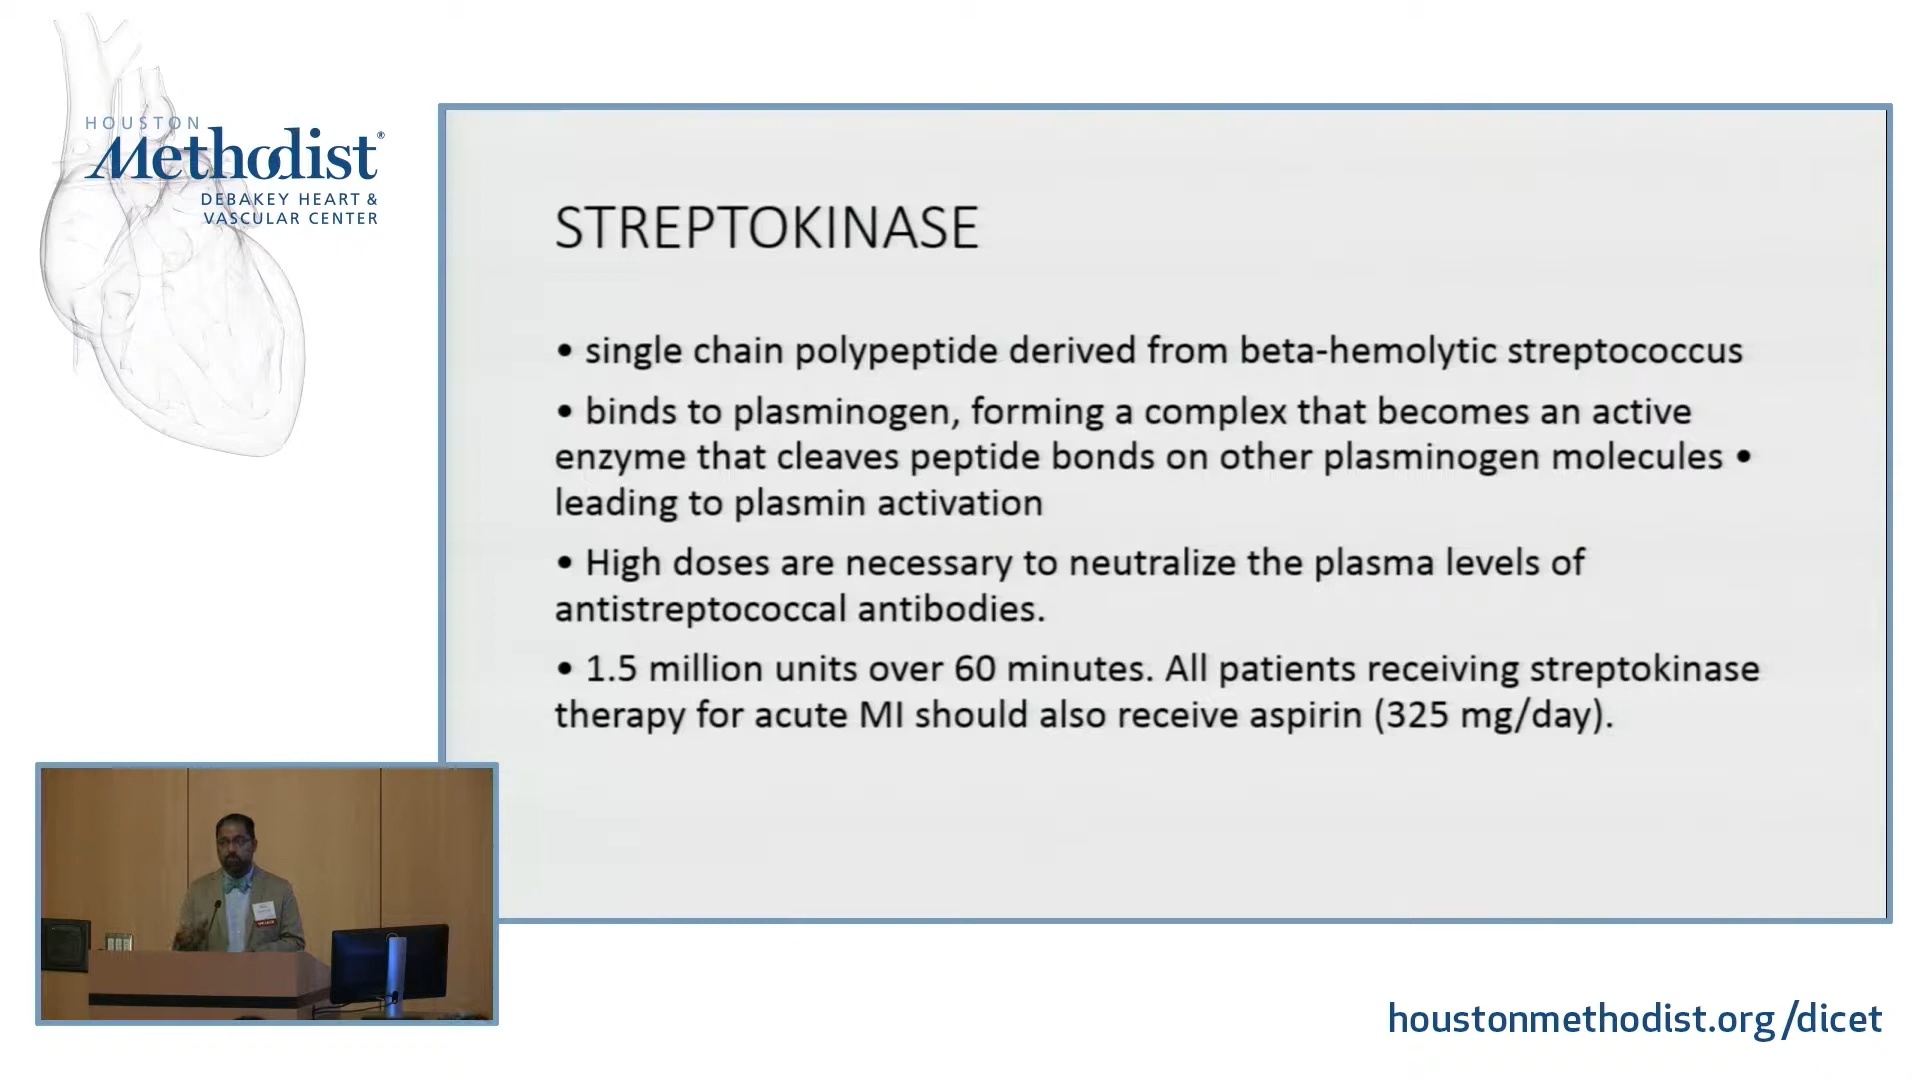 HOUSTON
Methodist®
DEBAKEY HEART &
VASCULAR CENTER
STREPTOKINASE
• single chain polypeptide derived from beta-hemolytic streptococcus
• binds to plasminogen, forming a complex that becomes an active
enzyme that cleaves peptide bonds on other plasminogen molecules •
leading to plasmin activation
• High doses are necessary to neutralize the plasma levels of
antistreptococcal antibodies.
• 1.5 million units over 60 minutes. All patients receiving streptokinase
therapy for acute MI should also receive aspirin (325 mg/day).
houstonmethodist.org/dicet